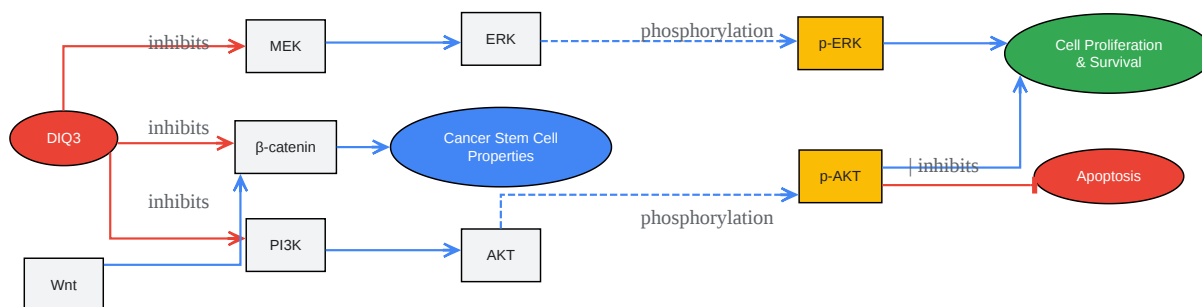 inhibits
MEK
ERK
phosphorylation
p-ERK
Cell Proliferation
& Survival
DIQ3
inhibits
β-catenin
Cancer Stem Cell
Properties
p-AKT
| inhibits
Apoptosis
inhibits
phosphorylation
PI3K
AKT
Wnt